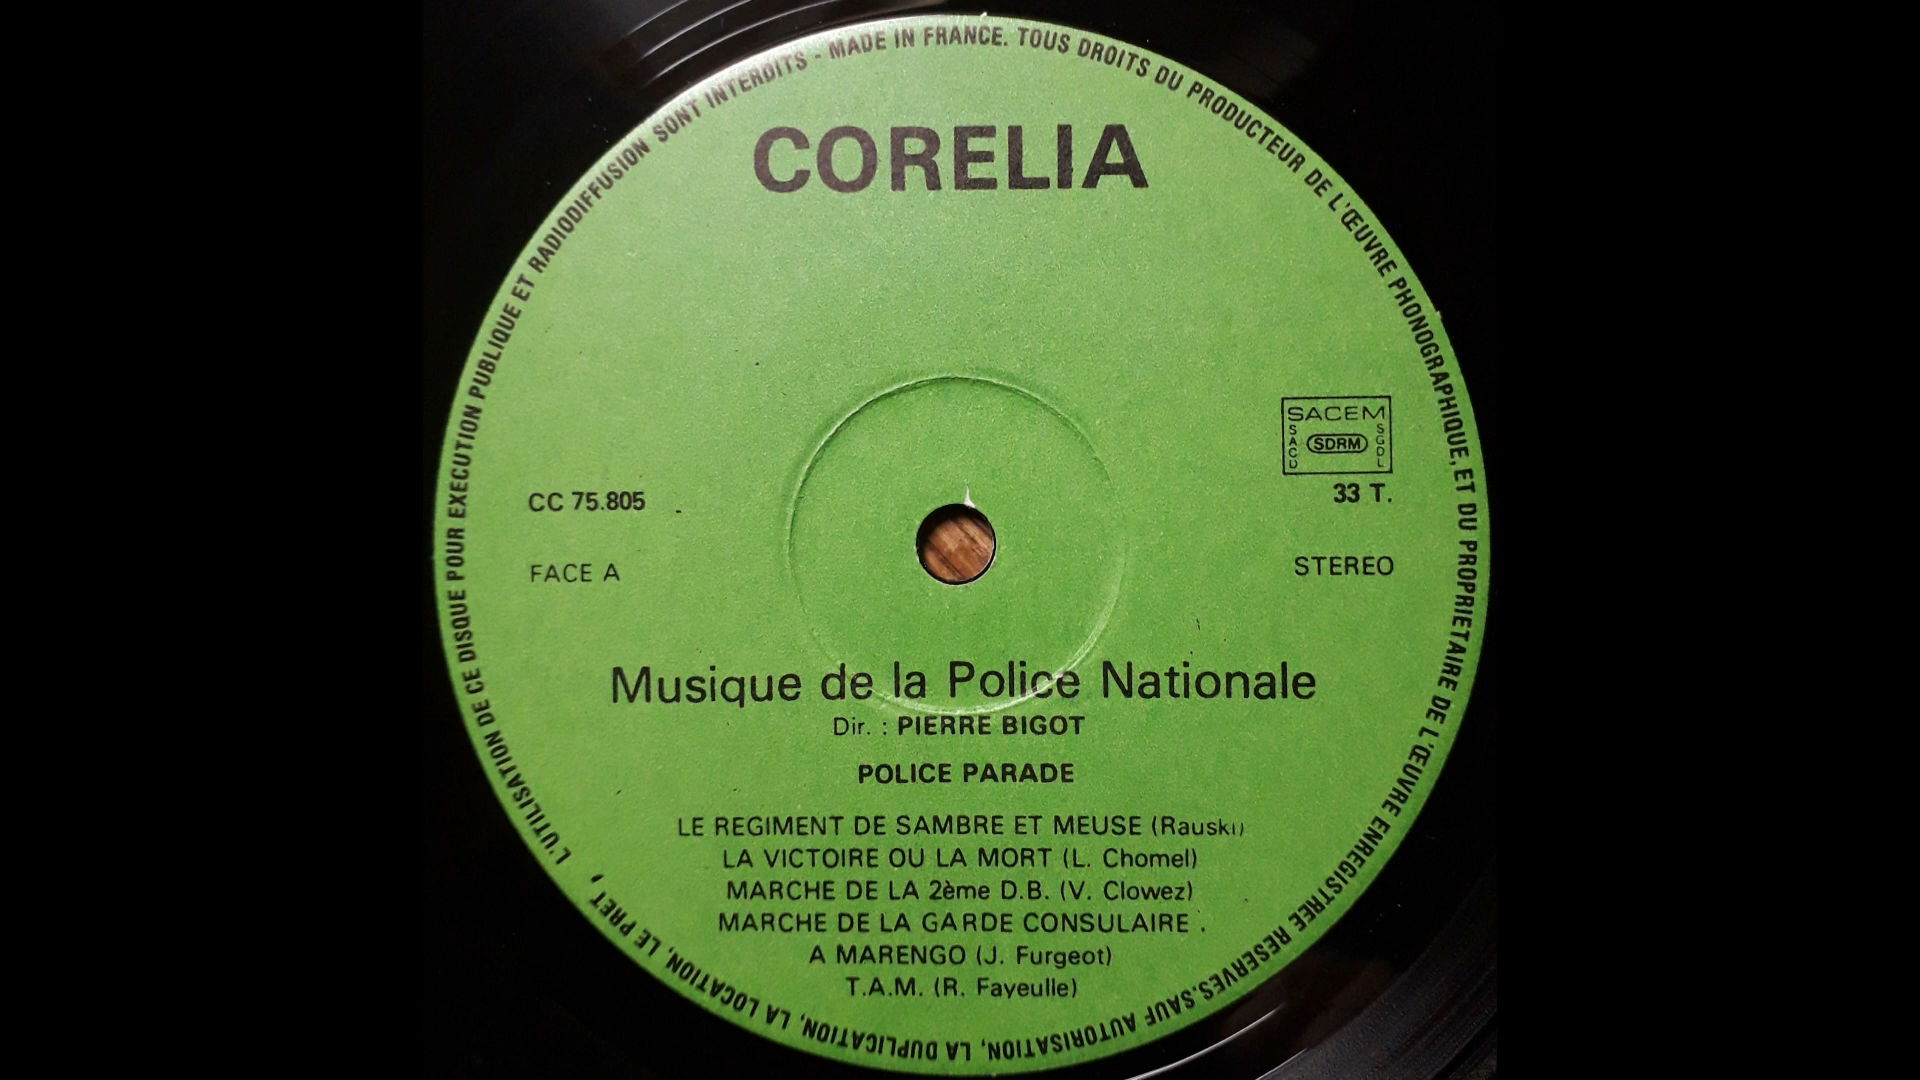 MADE IN FRANCE. TOUS DROITS DU PRODUCTEUR DE L'ŒUVRE PHONOGRAPHIQUE, ET DU PROPRIETAIRE DE L'ŒUVRE ENREGISTREE RESERVES. SAUF AUTORISATION, LA DUPLICATION, LA LOCATION, LE PRET, L'UTILISATION DE CE DISQUE POUR EXECUTION PUBLIQUE ET RADIODIFFUSION SONT INTERDITS -
CORELIA
SACEM
SACD
SDRM
SGDL
CC 75.805
33 T.
FACE A
STEREO
Musique de la Police Nationale
Dir. : PIERRE BIGOT
POLICE PARADE
LE REGIMENT DE SAMBRE ET MEUSE (Rauski)
LA VICTOIRE OU LA MORT (L. Chomel)
MARCHE DE LA 2ème D.B. (V. Clowez)
MARCHE DE LA GARDE CONSULAIRE .
A MARENGO (J. Furgeot)
T.A.M. (R. Fayeulle)